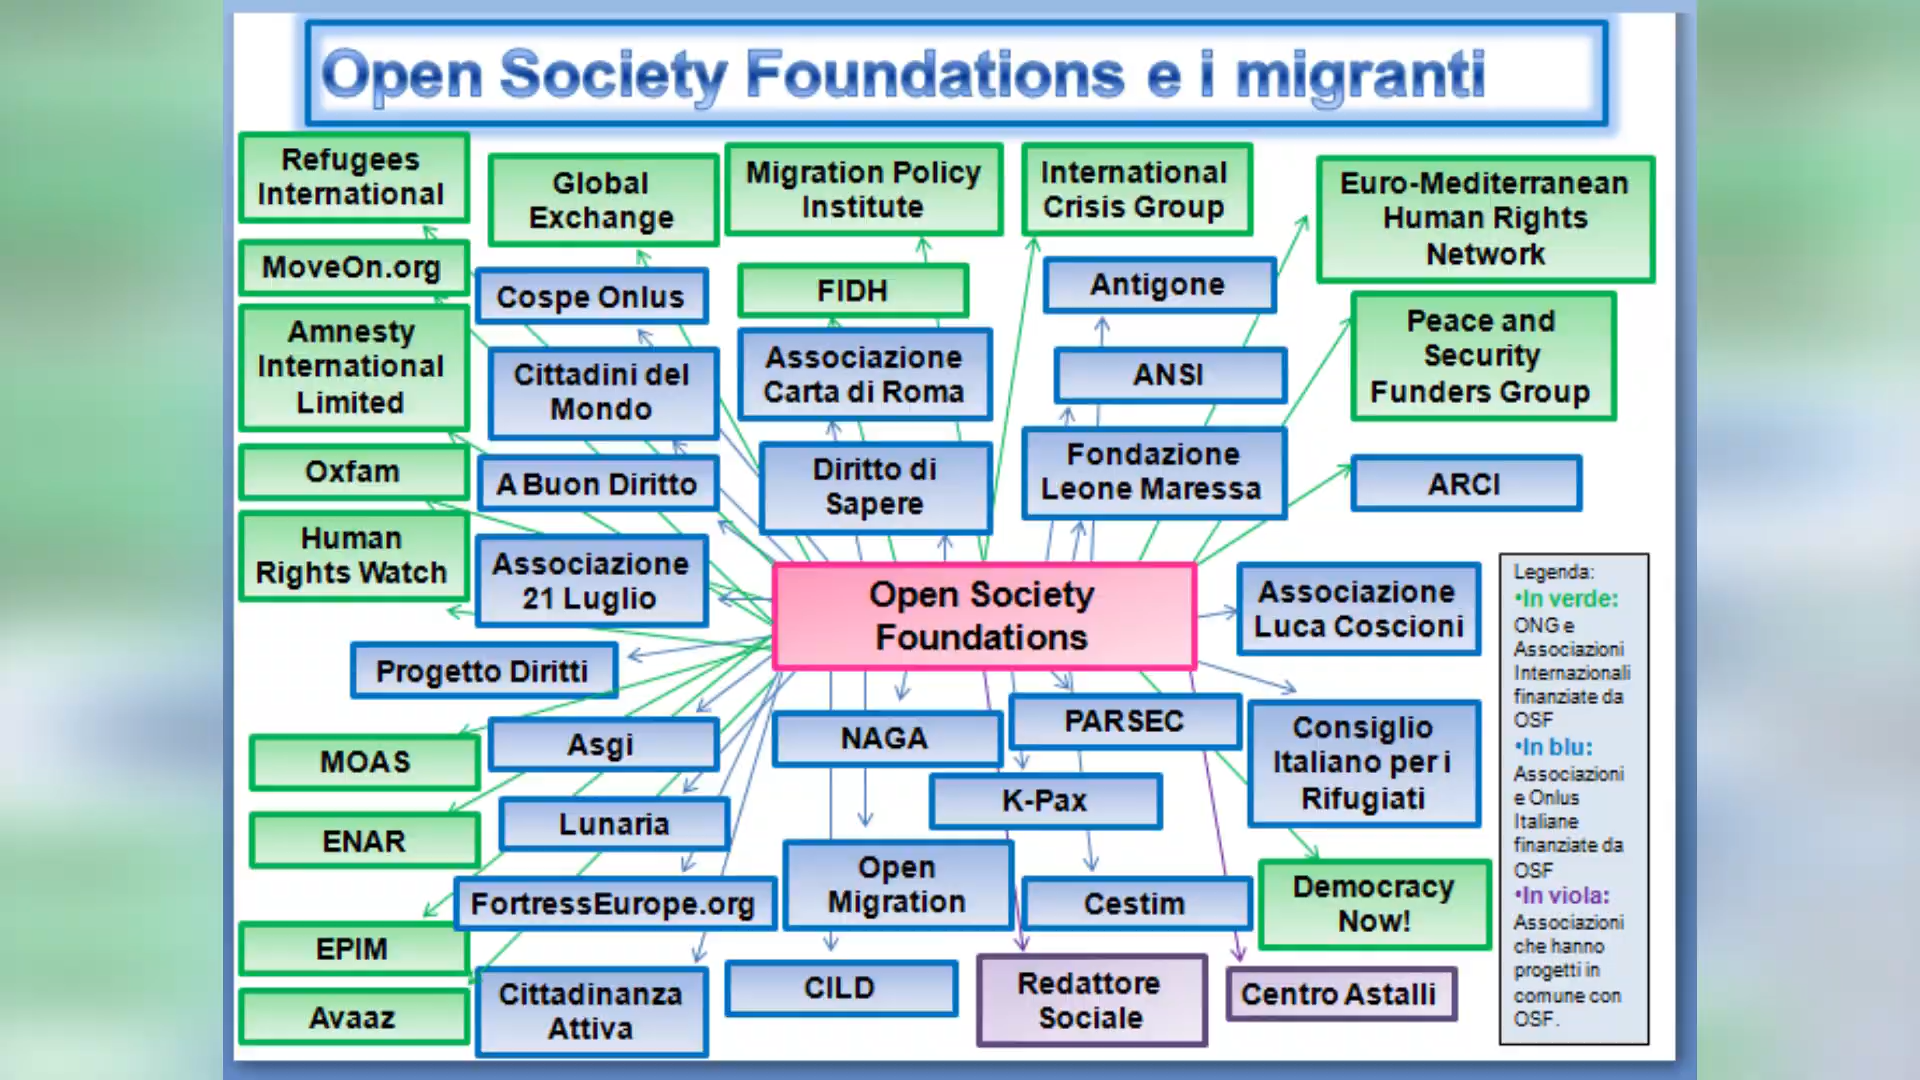 Open Society Foundations e i migranti
Refugees
International
Global
Exchange
Migration Policy
Institute
International
Crisis Group
Euro-Mediterranean
Human Rights
Network
MoveOn.org
Cospe Onlus
FIDH
Antigone
Amnesty
International
Limited
Cittadini del
Mondo
Associazione
Carta di Roma
ANSI
Peace and
Security
Funders Group
Oxfam
A Buon Diritto
Diritto di
Sapere
Fondazione
Leone Maressa
ARCI
Human
Rights Watch
Associazione
21 Luglio
Open Society
Foundations
Associazione
Luca Coscioni
Progetto Diritti
MOAS
Asgi
NAGA
PARSEC
Consiglio
Italiano per i
Rifugiati
ENAR
Lunaria
K-Pax
EPIM
FortressEurope.org
Open
Migration
Cestim
Democracy
Now!
Avaaz
Cittadinanza
Attiva
CILD
Redattore
Sociale
Centro Astalli
Legenda:
•In verde:
ONG e
Associazioni
Internazionali
finanziate da
OSF
•In blu:
Associazioni
e Onlus
Italiane
finanziate da
OSF
•In viola:
Associazioni
che hanno
progetti in
comune con
OSF.